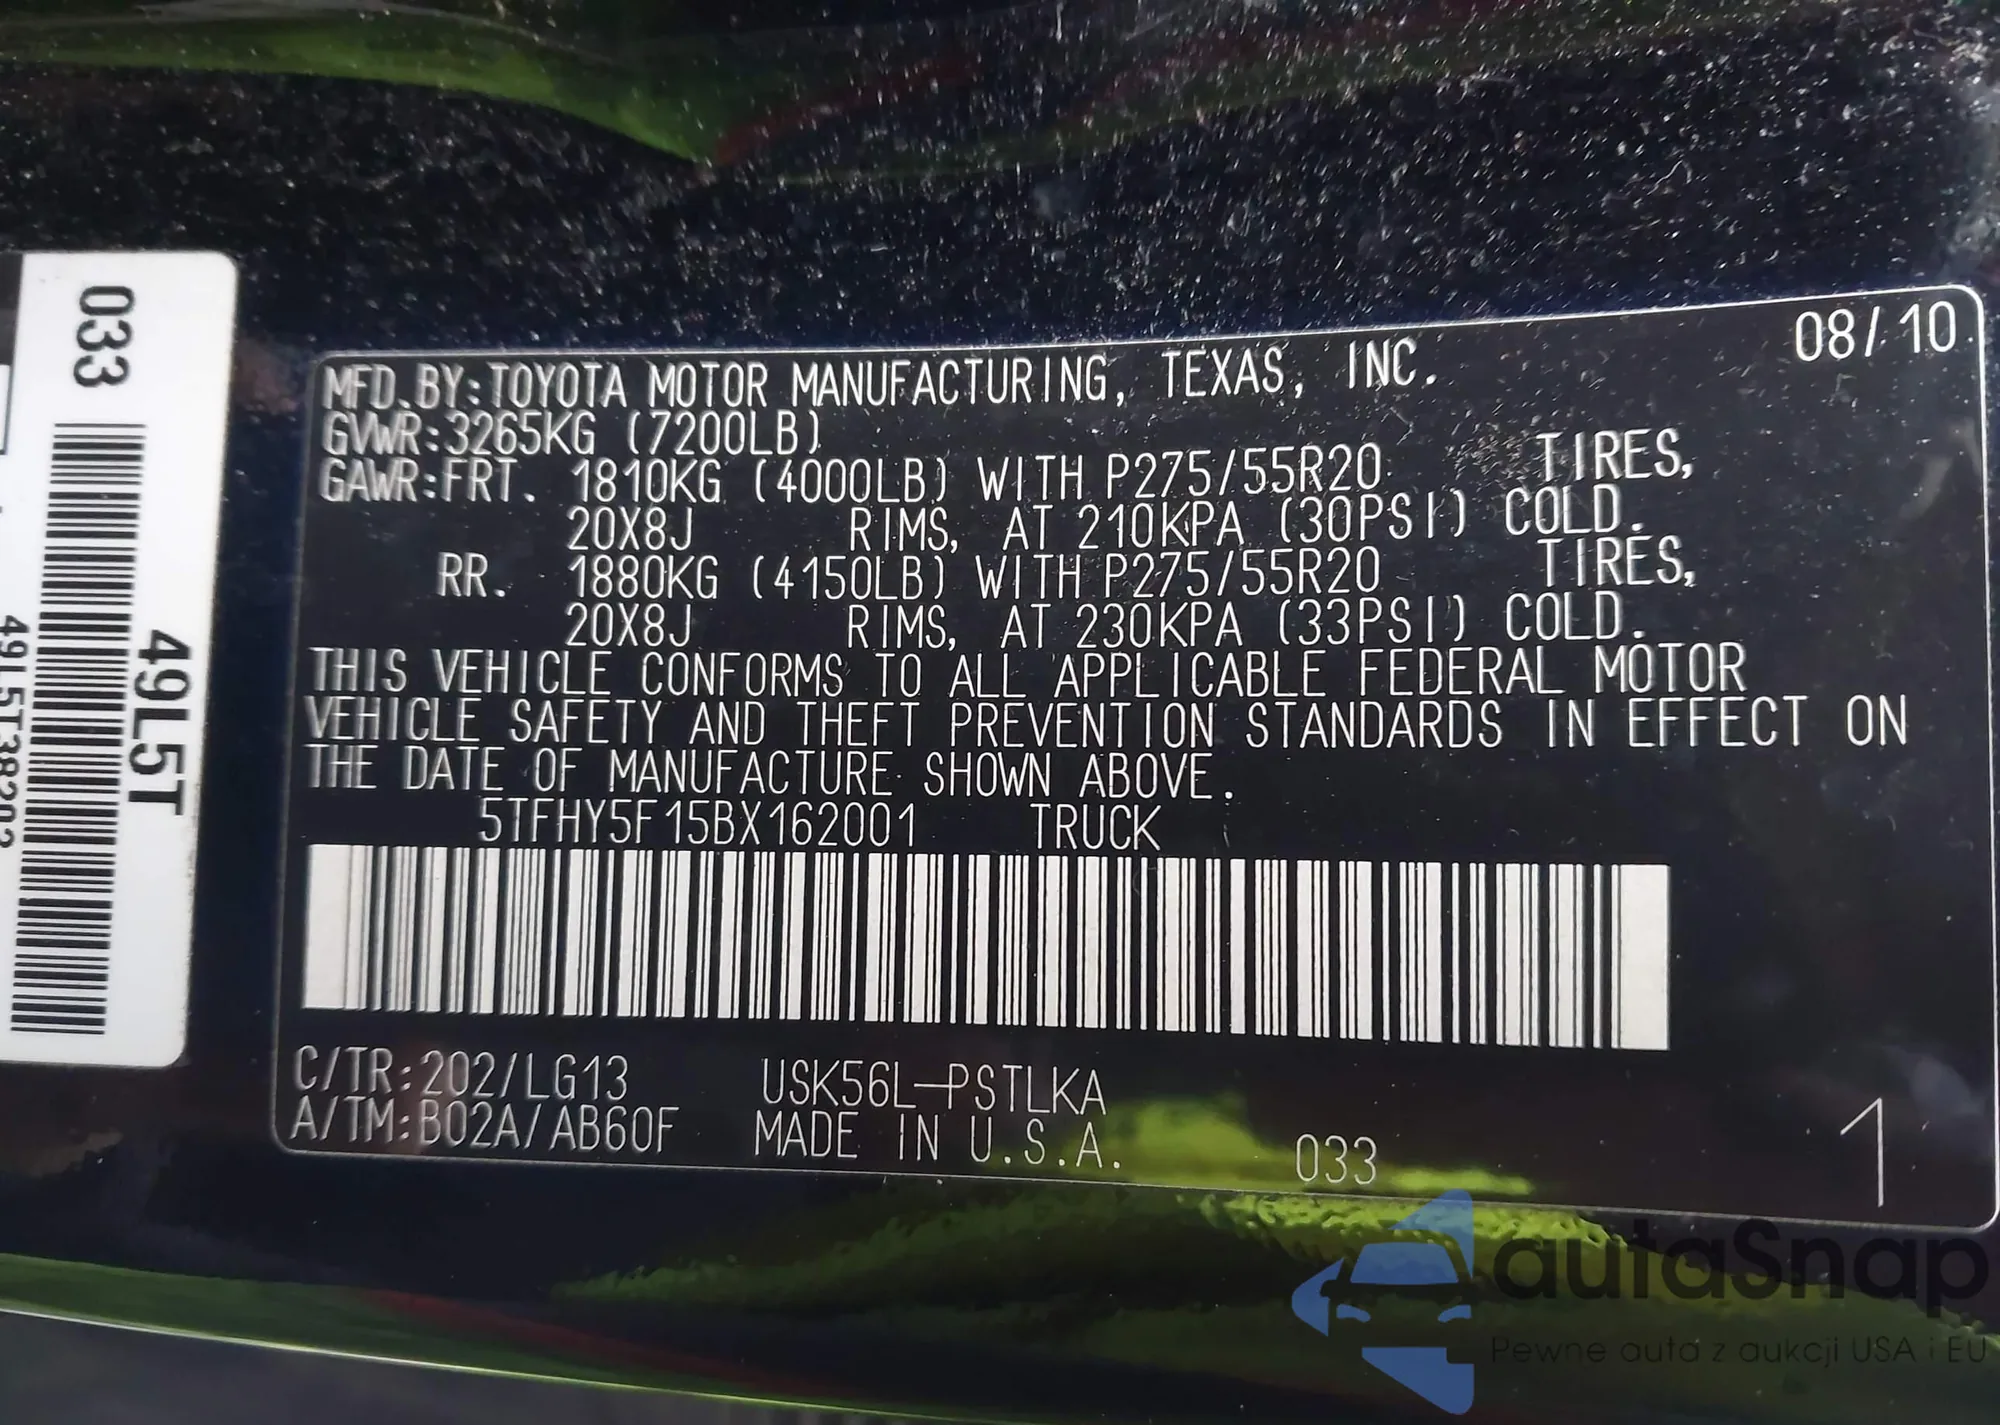 033
49L5T
49L5T38202
08/10
MFD.BY:TOYOTA MOTOR MANUFACTURING, TEXAS, INC.
GVWR:3265KG (7200LB)
GAWR:FRT. 1810KG (4000LB) WITH P275/55R20 TIRES,
20X8J RIMS, AT 210KPA (30PSI) COLD.
RR. 1880KG (4150LB) WITH P275/55R20 TIRES,
20X8J RIMS, AT 230KPA (33PSI) COLD.
THIS VEHICLE CONFORMS TO ALL APPLICABLE FEDERAL MOTOR
VEHICLE SAFETY AND THEFT PREVENTION STANDARDS IN EFFECT ON
THE DATE OF MANUFACTURE SHOWN ABOVE.
5TFHY5F15BX162001 TRUCK
C/TR:202/LG13 USK56L-PSTLKA
A/TM:B02A/AB60F MADE IN U.S.A. 033
1
autaSnap
Pewne auta z aukcji USA i EU